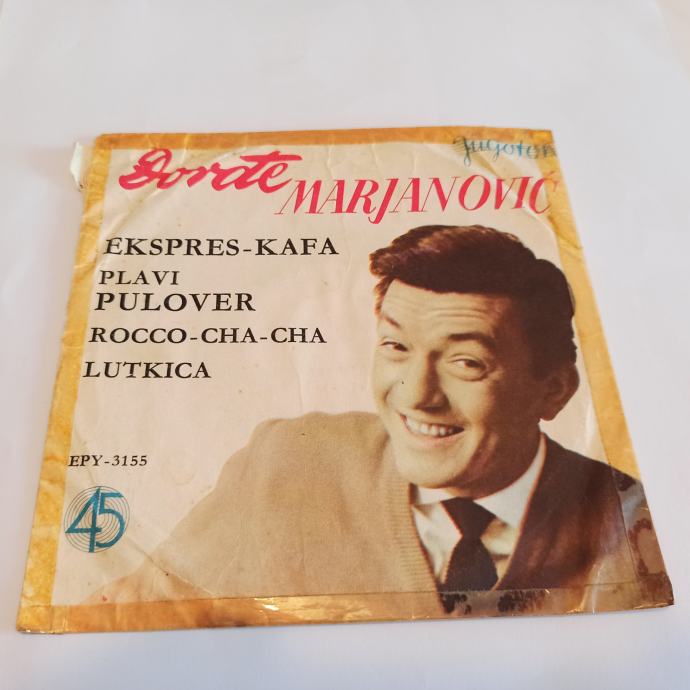 Jugoton
Đorđe
MARJANOVIĆ
EKSPRES-KAFA
PLAVI
PULOVER
ROCCO-CHA-CHA
LUTKICA
EPY-3155
45